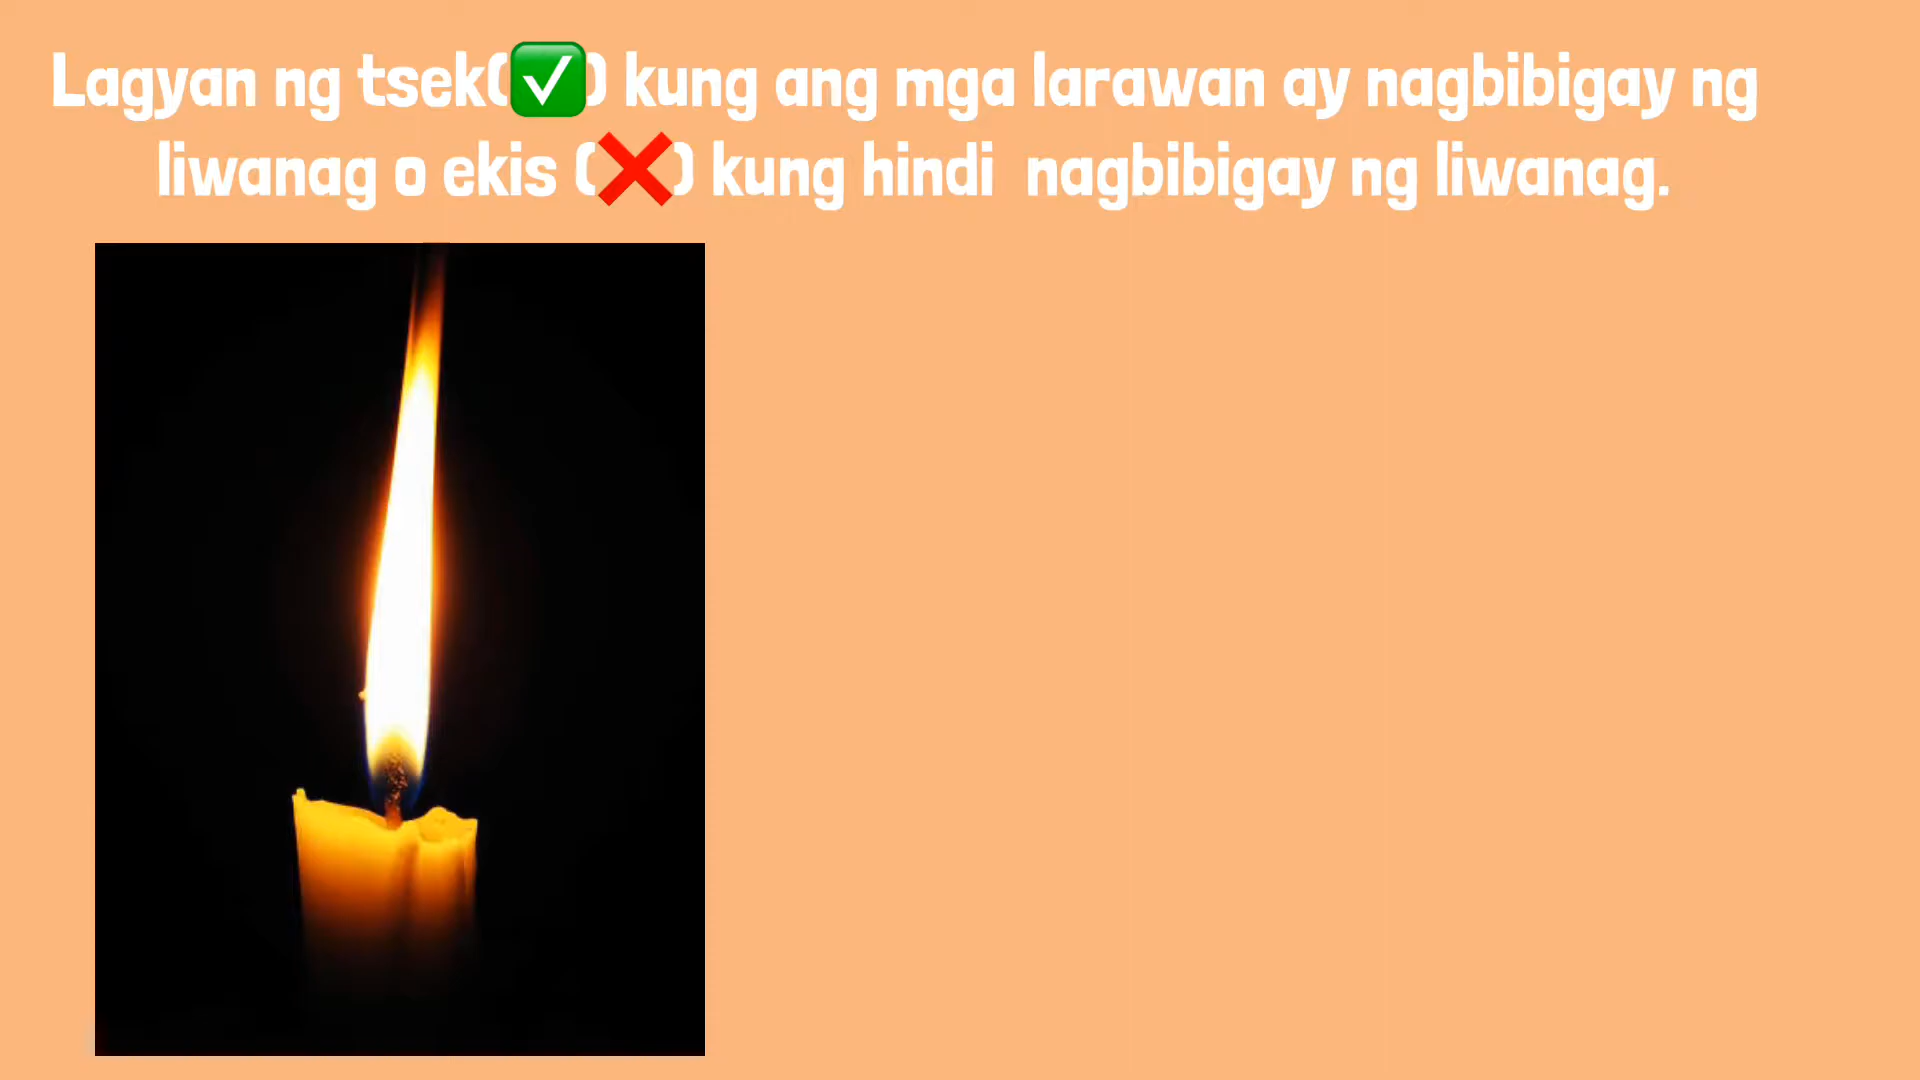 Lagyan ng tsek(✅) kung ang mga larawan ay nagbibigay ng
liwanag o ekis (❌) kung hindi nagbibigay ng liwanag.